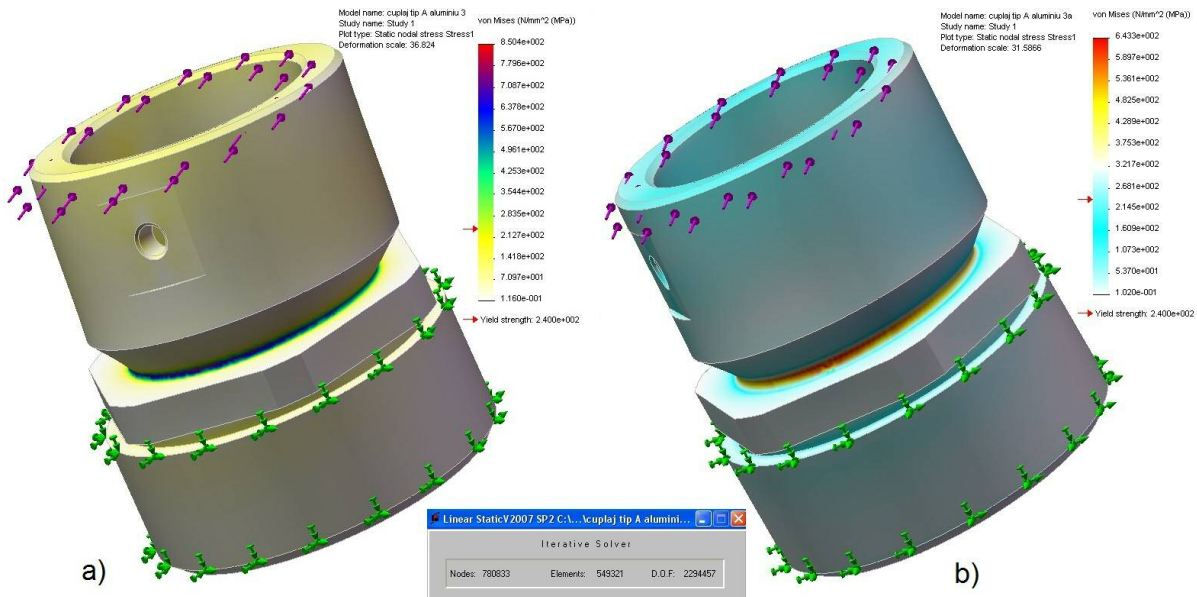 Model name: cuplaj tip A aluminiu 3
Study name: Study 1
Plot type: Static nodal stress Stress1
Deformation scale: 36.824
von Mises (N/mm^2 (MPa))
8.504e+002
7.796e+002
7.087e+002
6.378e+002
5.670e+002
4.961e+002
4.253e+002
3.544e+002
2.835e+002
2.127e+002
1.418e+002
7.097e-001
1.160e-001
Yield strength: 2.400e+002
a)
Model name: cuplaj tip A aluminiu 3a
Study name: Study 1
Plot type: Static nodal stress Stress1
Deformation scale: 31.5866
von Mises (N/mm^2 (MPa))
6.433e+002
5.897e+002
5.361e+002
4.825e+002
4.289e+002
3.753e+002
3.217e+002
2.681e+002
2.145e+002
1.609e+002
1.073e+002
5.370e-001
1.020e-001
Yield strength: 2.400e+002
b)
Linear StaticV2007 SP2 C:\...\cuplaj tip A alumini...
Iterative Solver
Nodes: 780833 Elements: 549321 D.O.F: 2294457